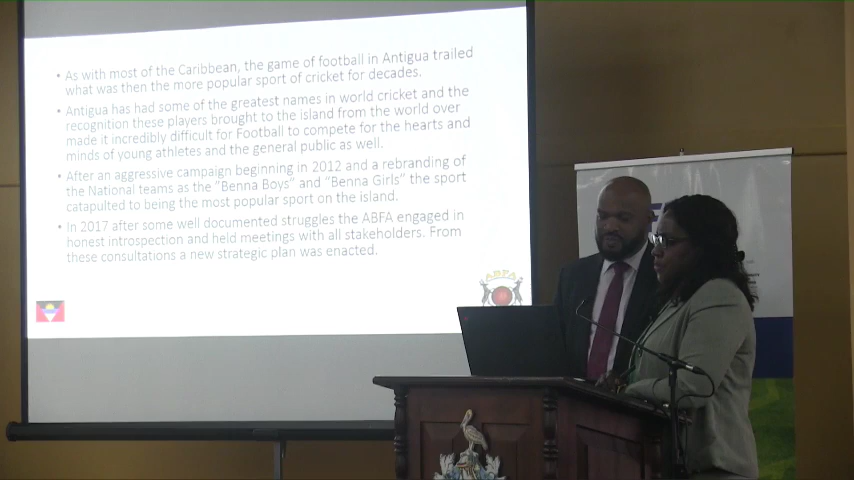 • As with most of the Caribbean, the game of football in Antigua trailed
what was then the more popular sport of cricket for decades.
• Antigua has had some of the greatest names in world cricket and the
recognition these players brought to the island from the world over
made it incredibly difficult for Football to compete for the hearts and
minds of young athletes and the general public as well.
• After an aggressive campaign beginning in 2012 and a rebranding of
the National teams as the “Benna Boys” and “Benna Girls” the sport
catapulted to being the most popular sport on the island.
• In 2017 after some well documented struggles the ABFA engaged in
honest introspection and held meetings with all stakeholders. From
these consultations a new strategic plan was enacted.
ABFA